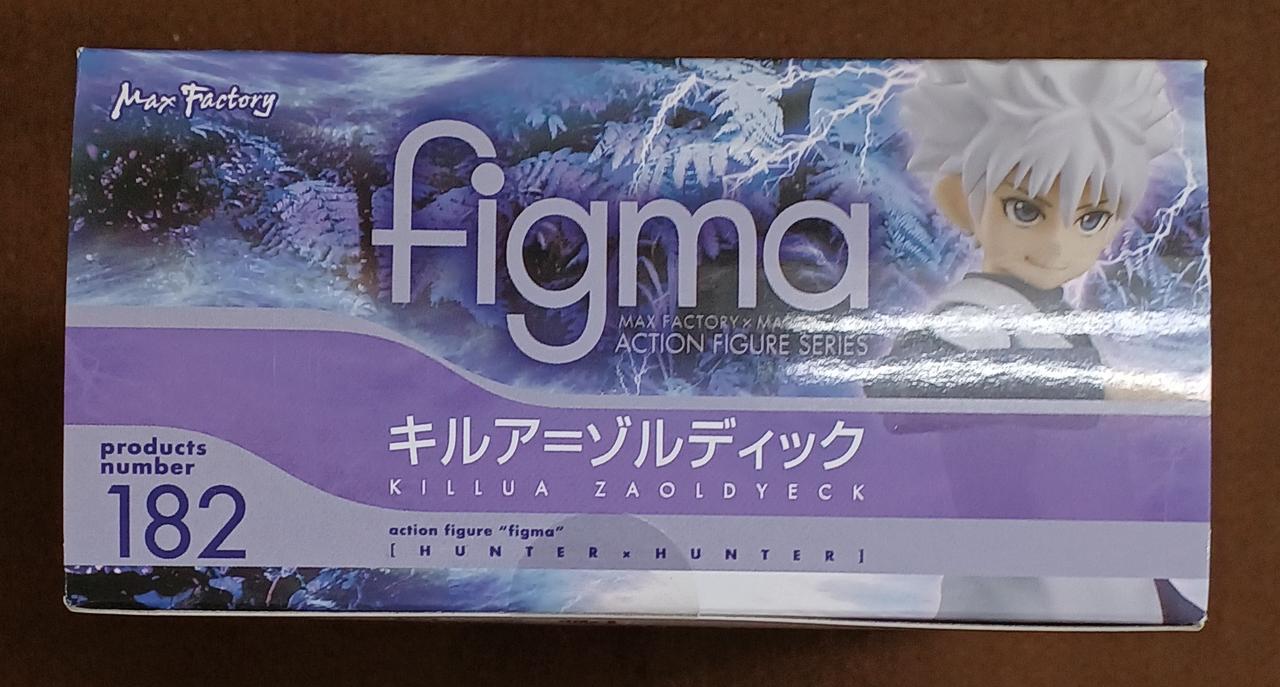 Max Factory
figma
MAX FACTORY × MA
ACTION FIGURE SERIES
キルア=ゾルディック
KILLUA ZAOLDYECK
products
number
182
action figure "figma"
[HUNTER×HUNTER]